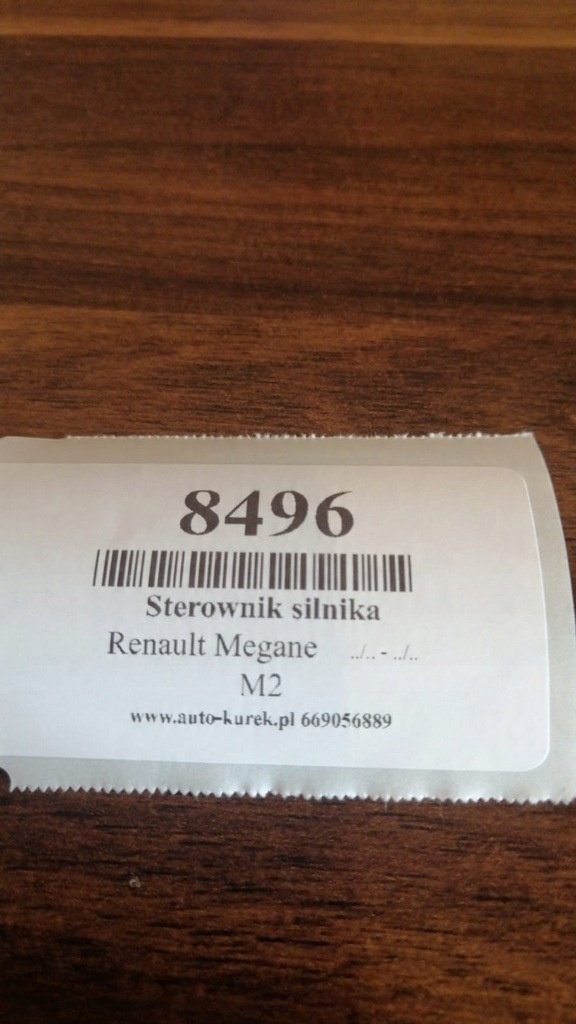 8496
Sterownik silnika
Renault Megane ../.. - ../..
M2
www.auto-kurek.pl 669056889